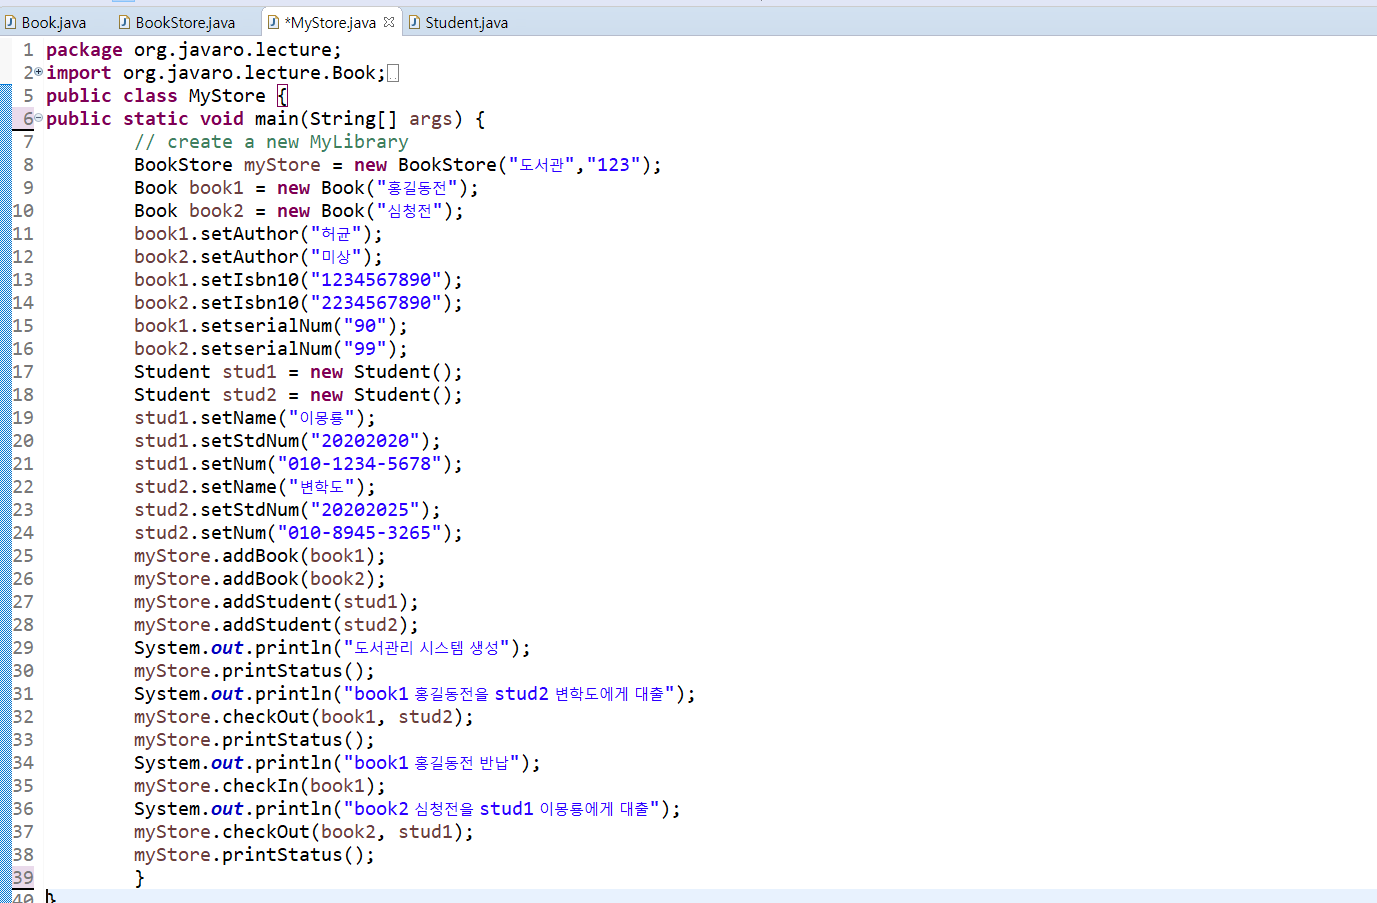 Book.java BookStore.java *MyStore.java Student.java
1 package org.javaro.lecture;
2 import org.javaro.lecture.Book;
5 public class MyStore {
6 public static void main(String[] args) {
7 // create a new MyLibrary
8 BookStore myStore = new BookStore("도서관","123");
9 Book book1 = new Book("홍길동전");
10 Book book2 = new Book("심청전");
11 book1.setAuthor("허균");
12 book2.setAuthor("미상");
13 book1.setIsbn10("1234567890");
14 book2.setIsbn10("2234567890");
15 book1.setserialNum("90");
16 book2.setserialNum("99");
17 Student stud1 = new Student();
18 Student stud2 = new Student();
19 stud1.setName("이몽룡");
20 stud1.setStdNum("20202020");
21 stud1.setNum("010-1234-5678");
22 stud2.setName("변학도");
23 stud2.setStdNum("20202025");
24 stud2.setNum("010-8945-3265");
25 myStore.addBook(book1);
26 myStore.addBook(book2);
27 myStore.addStudent(stud1);
28 myStore.addStudent(stud2);
29 System.out.println("도서관리 시스템 생성");
30 myStore.printStatus();
31 System.out.println("book1 홍길동전을 stud2 변학도에게 대출");
32 myStore.checkOut(book1, stud2);
33 myStore.printStatus();
34 System.out.println("book1 홍길동전 반납");
35 myStore.checkIn(book1);
36 System.out.println("book2 심청전을 stud1 이몽룡에게 대출");
37 myStore.checkOut(book2, stud1);
38 myStore.printStatus();
39 }
40 }